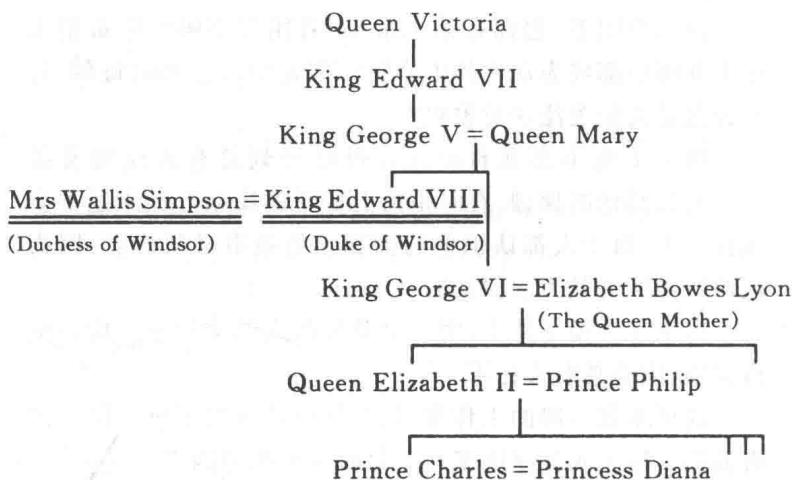 Queen Victoria
King Edward VII
King George V = Queen Mary
Mrs Wallis Simpson = King Edward VIII
(Duchess of Windsor) (Duke of Windsor)
King George VI = Elizabeth Bowes Lyon
(The Queen Mother)
Queen Elizabeth II = Prince Philip
Prince Charles = Princess Diana